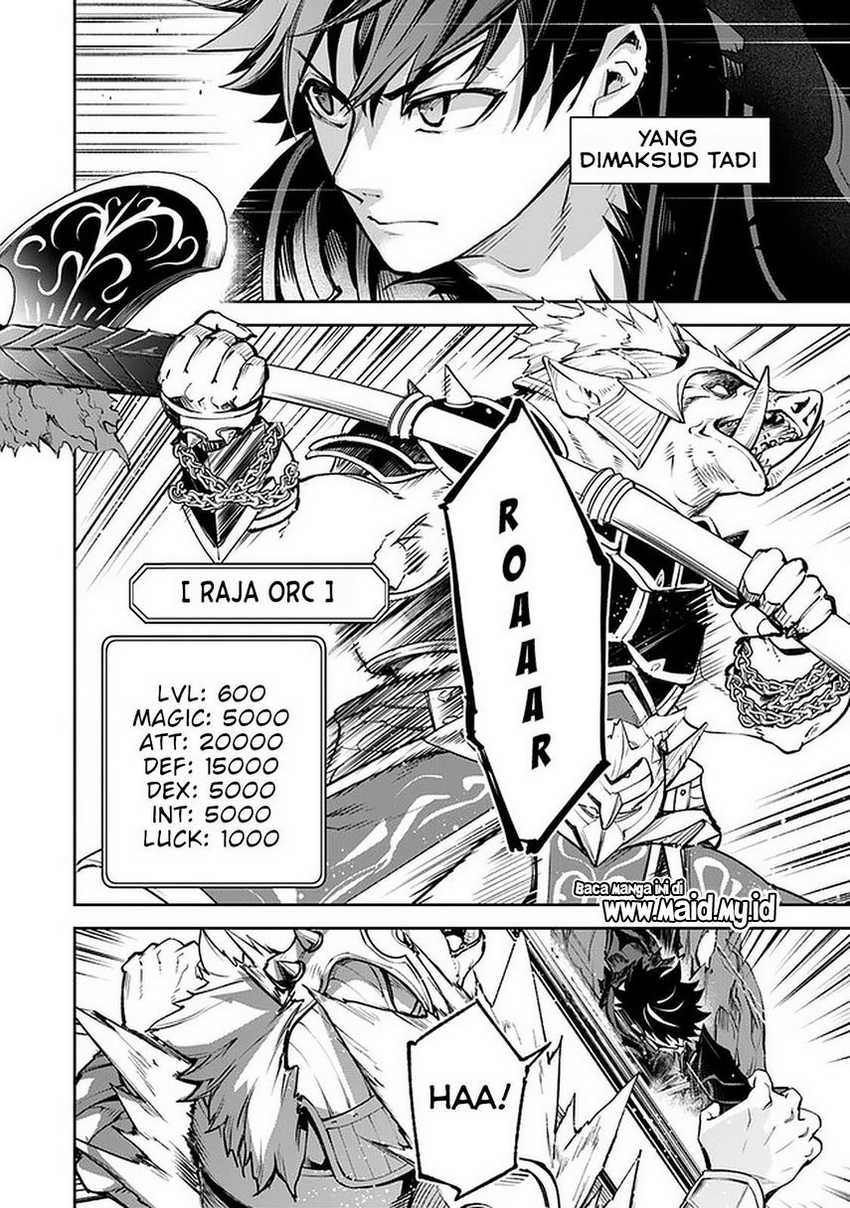 YANG
DIMAKSUD TADI
ROAAAR
[ RAJA ORC ]
LVL: 600
MAGIC: 5000
ATT: 20000
DEF: 15000
DEX: 5000
INT: 5000
LUCK: 1000
Baca Manga ini di
www.Maid.My.id
HAA!